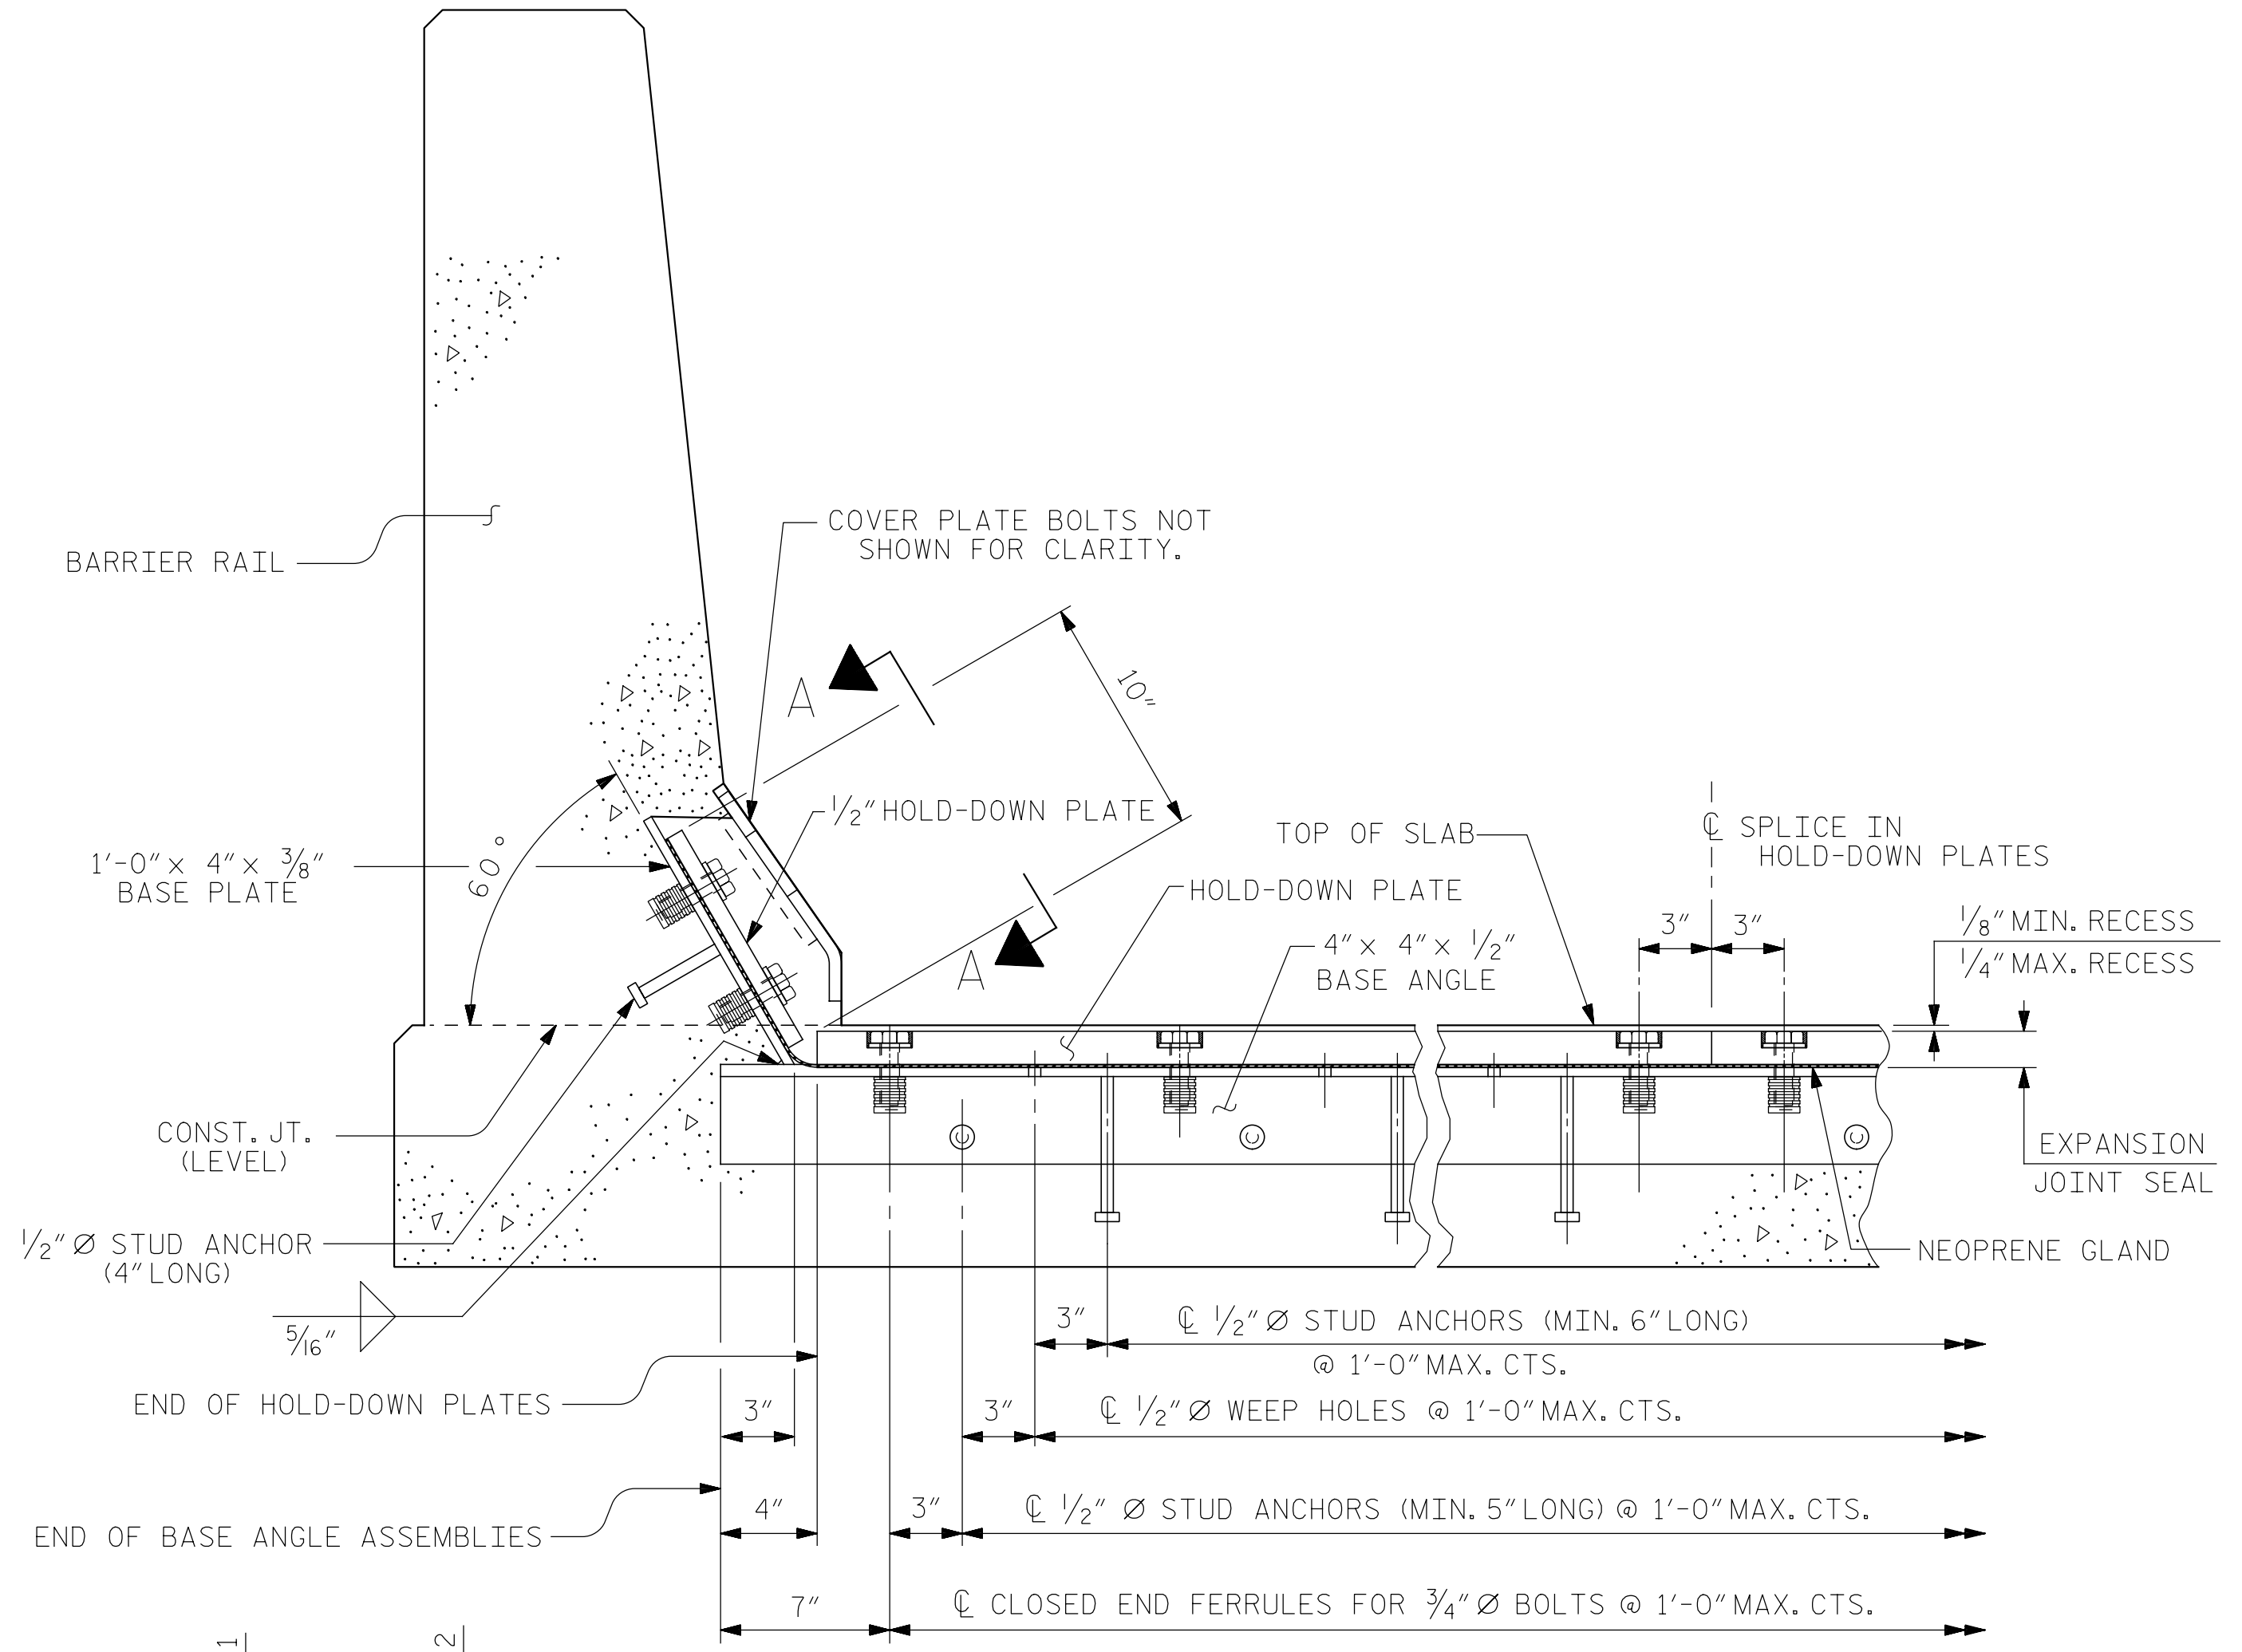 BARRIER RAIL
COVER PLATE BOLTS NOT
SHOWN FOR CLARITY.
A
10"
1/2" HOLD-DOWN PLATE
1'-0" x 4" x 3/8"
BASE PLATE
60°
TOP OF SLAB
℄ SPLICE IN
HOLD-DOWN PLATES
HOLD-DOWN PLATE
3"
3"
1/8" MIN. RECESS
1/4" MAX. RECESS
4" x 4" x 1/2"
BASE ANGLE
A
CONST. JT.
(LEVEL)
EXPANSION
JOINT SEAL
1/2" Ø STUD ANCHOR
(4" LONG)
NEOPRENE GLAND
5/16"
3"
℄ 1/2" Ø STUD ANCHORS (MIN. 6" LONG)
@ 1'-0" MAX. CTS.
END OF HOLD-DOWN PLATES
3"
3"
℄ 1/2" Ø WEEP HOLES @ 1'-0" MAX. CTS.
END OF BASE ANGLE ASSEMBLIES
4"
3"
℄ 1/2" Ø STUD ANCHORS (MIN. 5" LONG) @ 1'-0" MAX. CTS.
7"
℄ CLOSED END FERRULES FOR 3/4" Ø BOLTS @ 1'-0" MAX. CTS.
1
2